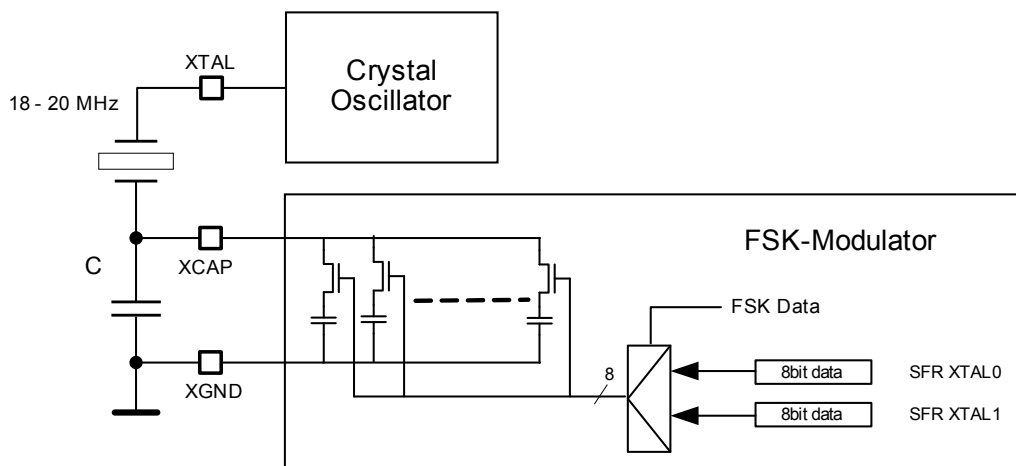 XTAL
Crystal
Oscillator
18 - 20 MHz
FSK-Modulator
C
XCAP
FSK Data
8
8bit data
SFR XTAL0
XGND
8bit data
SFR XTAL1